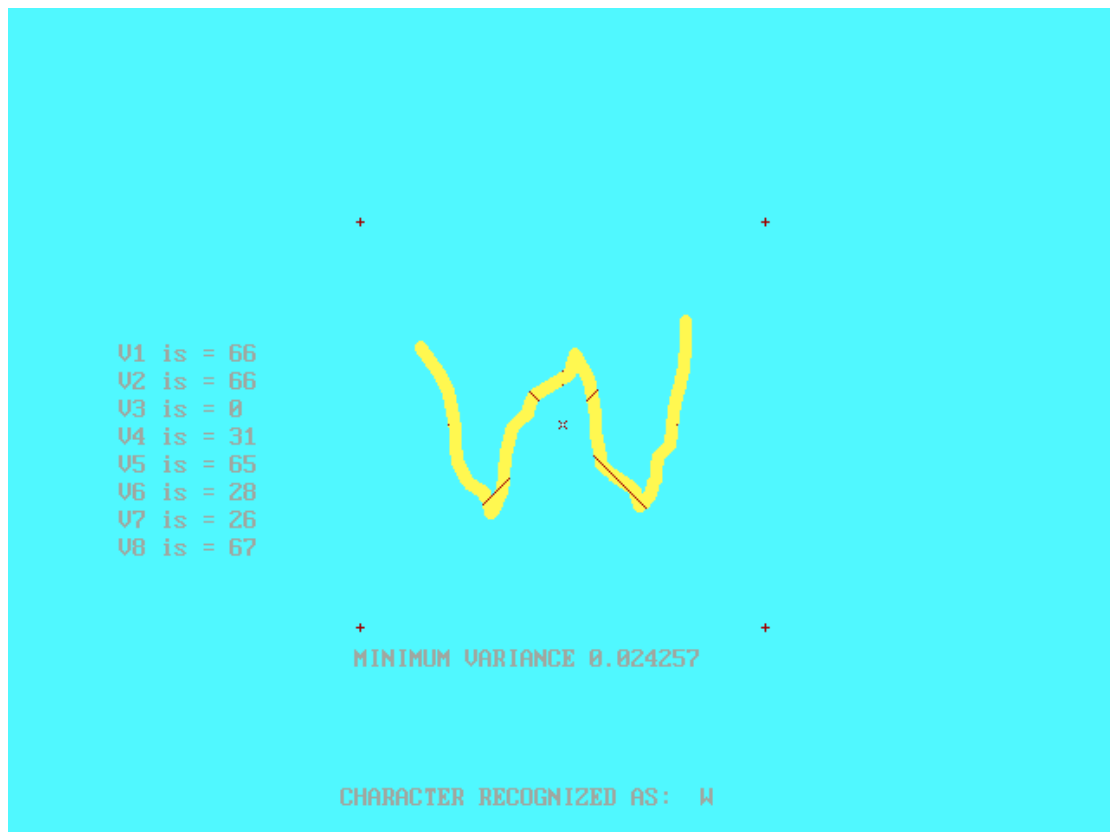 V1 is = 66
V2 is = 66
V3 is = 0
V4 is = 31
V5 is = 65
V6 is = 28
V7 is = 26
V8 is = 67
W
MINIMUM VARIANCE 0.024257
CHARACTER RECOGNIZED AS: W